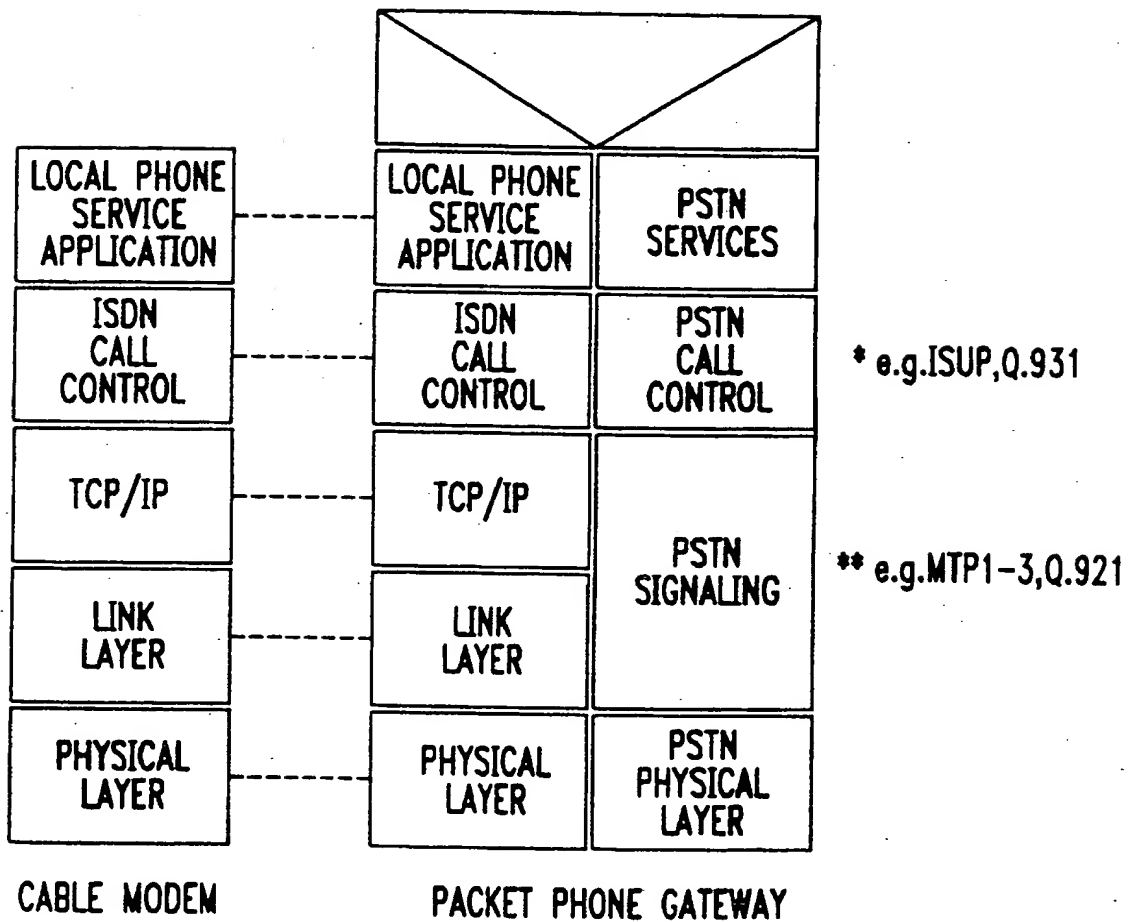 LOCAL PHONE
SERVICE
APPLICATION
LOCAL PHONE
SERVICE
APPLICATION
PSTN
SERVICES
ISDN
CALL
CONTROL
ISDN
CALL
CONTROL
PSTN
CALL
CONTROL
* e.g.ISUP,Q.931
TCP/IP
TCP/IP
PSTN
SIGNALING
** e.g.MTP1-3,Q.921
LINK
LAYER
LINK
LAYER
PHYSICAL
LAYER
PHYSICAL
LAYER
PSTN
PHYSICAL
LAYER
CABLE MODEM
PACKET PHONE GATEWAY